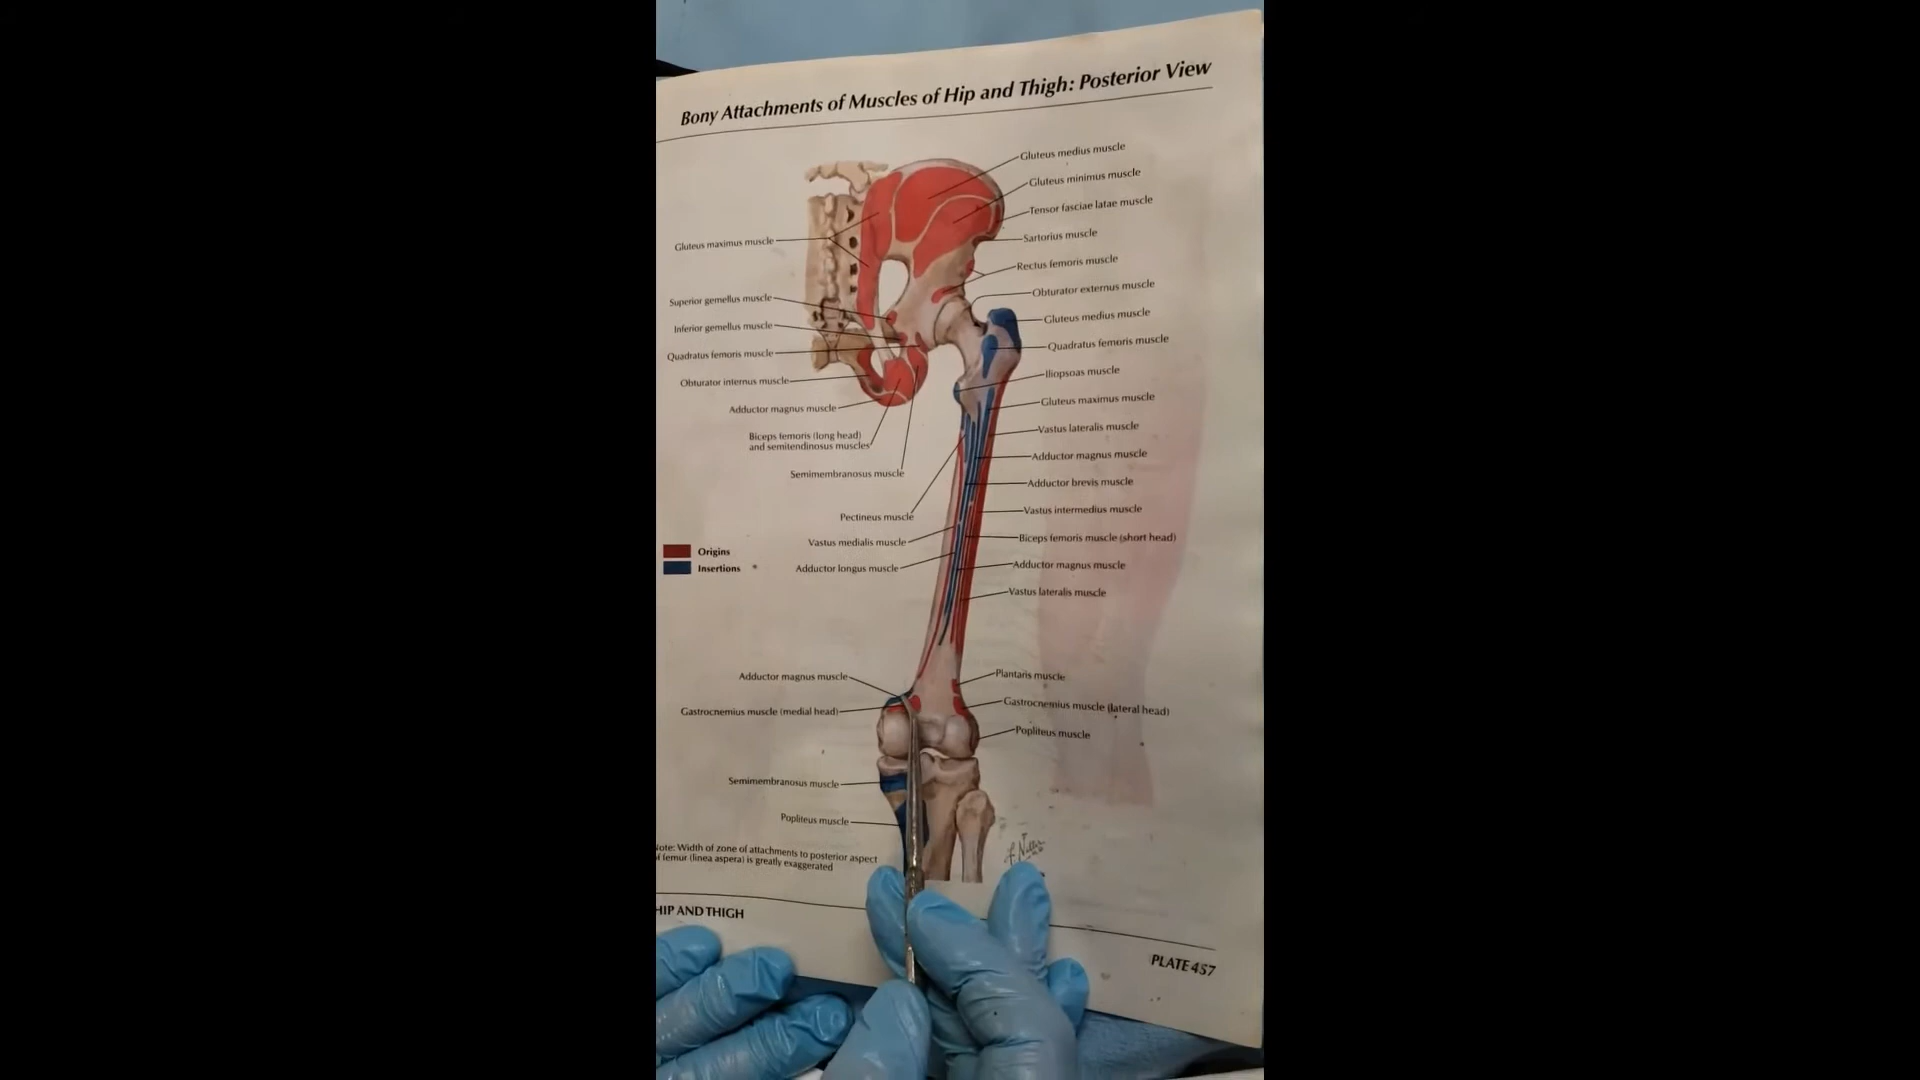 Bony Attachments of Muscles of Hip and Thigh: Posterior View
Gluteus medius muscle
Gluteus minimus muscle
Tensor fasciae latae muscle
Sartorius muscle
Rectus femoris muscle
Obturator externus muscle
Gluteus medius muscle
Quadratus femoris muscle
Iliopsoas muscle
Gluteus maximus muscle
Vastus lateralis muscle
Adductor magnus muscle
Adductor brevis muscle
Vastus intermedius muscle
Biceps femoris muscle (short head)
Adductor magnus muscle
Vastus lateralis muscle
Plantaris muscle
Gastrocnemius muscle (lateral head)
Popliteus muscle
Gluteus maximus muscle
Superior gemellus muscle
Inferior gemellus muscle
Quadratus femoris muscle
Obturator internus muscle
Adductor magnus muscle
Biceps femoris (long head)
and semitendinosus muscles
Semimembranosus muscle
Pectineus muscle
Vastus medialis muscle
Adductor longus muscle
Origins
Insertions
Adductor magnus muscle
Gastrocnemius muscle (medial head)
Semimembranosus muscle
Popliteus muscle
ote: Width of zone of attachments to posterior aspect
f femur (linea aspera) is greatly exaggerated
HIP AND THIGH
PLATE 457